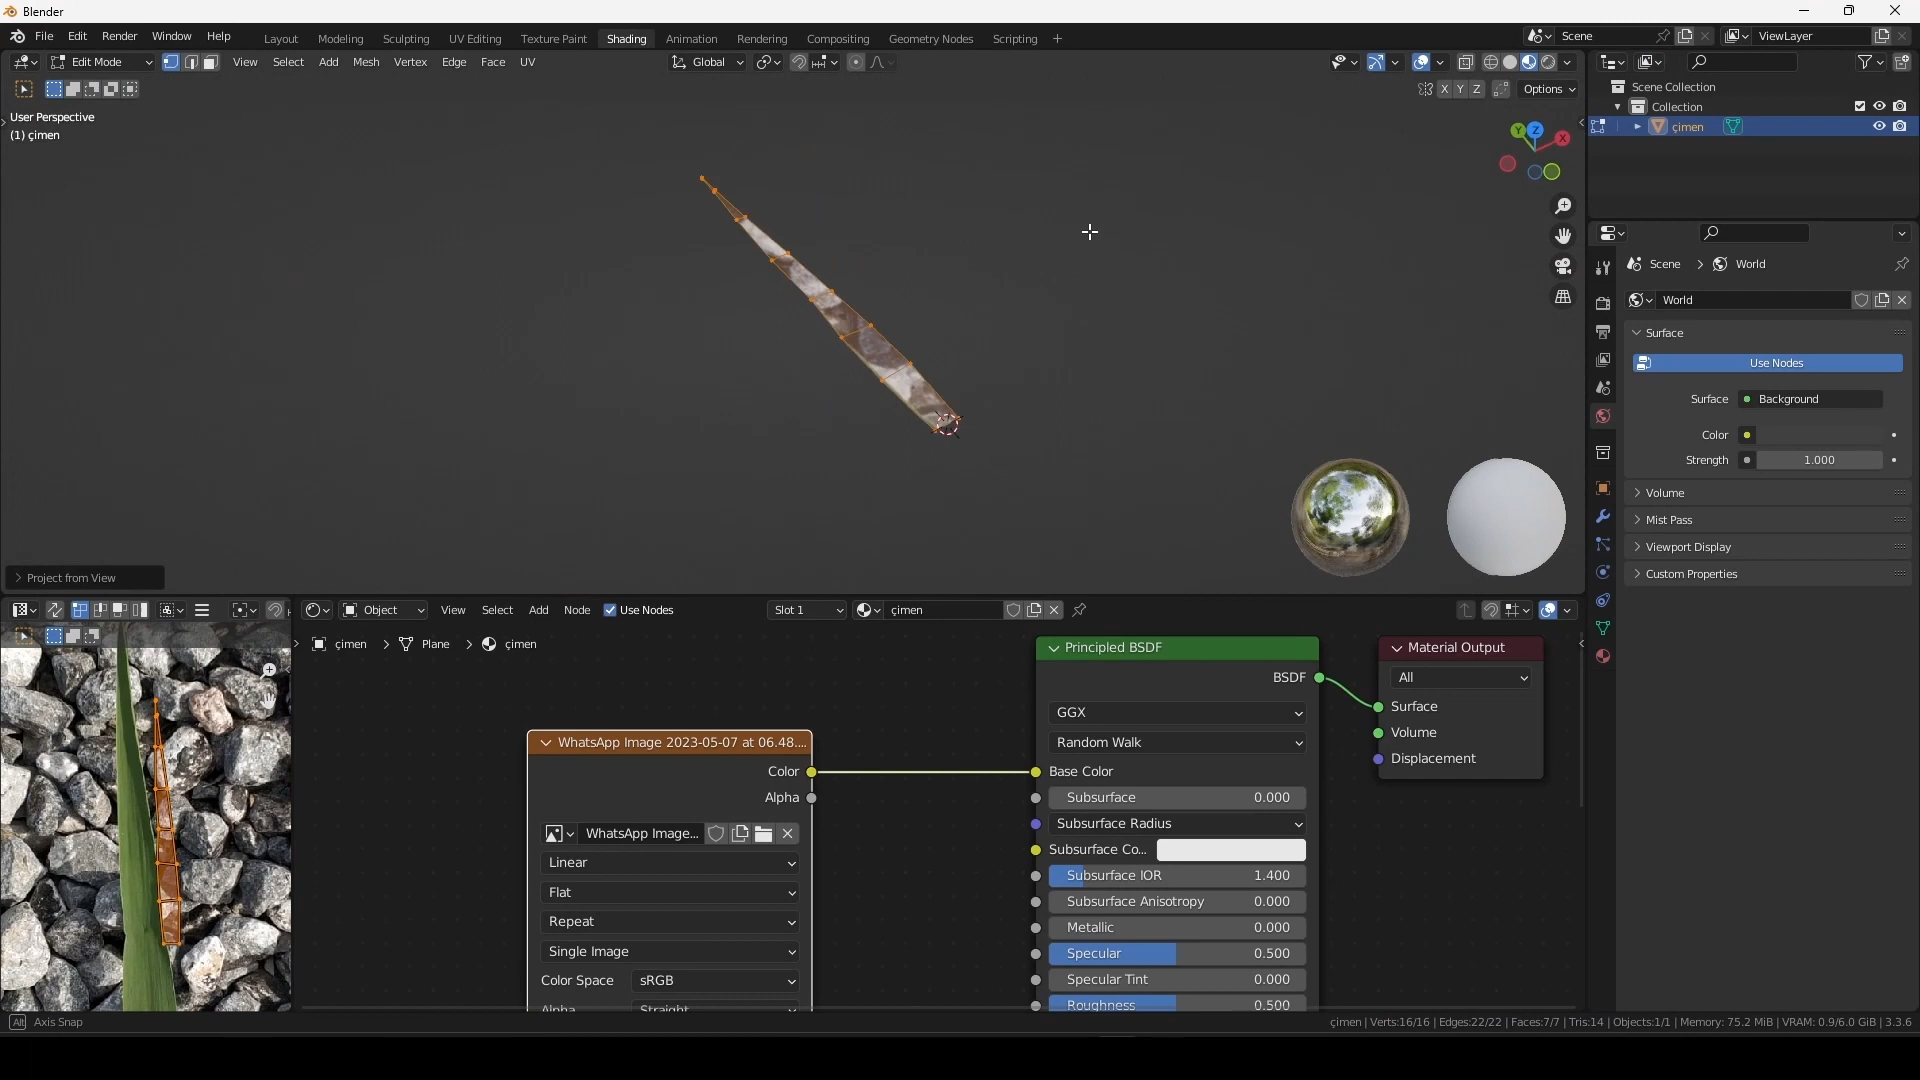 Blender
File Edit Render Window Help Layout Modeling Sculpting UV Editing Texture Paint Shading Animation Rendering Compositing Geometry Nodes Scripting + Scene ViewLayer
Edit Mode View Select Add Mesh Vertex Edge Face UV Global
X Y Z Options
User Perspective
(1) çimen
Scene Collection
Collection
çimen
Y Z X
Scene > World
World
Surface
Use Nodes
Surface Background
Color
Strength 1.000
Volume
Mist Pass
Viewport Display
Custom Properties
> Project from View
Object View Select Add Node Use Nodes Slot 1 çimen
çimen > Plane > çimen
WhatsApp Image 2023-05-07 at 06.48....
Color
Alpha
WhatsApp Image...
Linear
Flat
Repeat
Single Image
Color Space sRGB
Alpha Straight
Principled BSDF
BSDF
GGX
Random Walk
Base Color
Subsurface 0.000
Subsurface Radius
Subsurface Co...
Subsurface IOR 1.400
Subsurface Anisotropy 0.000
Metallic 0.000
Specular 0.500
Specular Tint 0.000
Roughness 0.500
Material Output
All
Surface
Volume
Displacement
Alt Axis Snap
çimen | Verts:16/16 | Edges:22/22 | Faces:7/7 | Tris:14 | Objects:1/1 | Memory: 75.2 MiB | VRAM: 0.9/6.0 GiB | 3.3.6